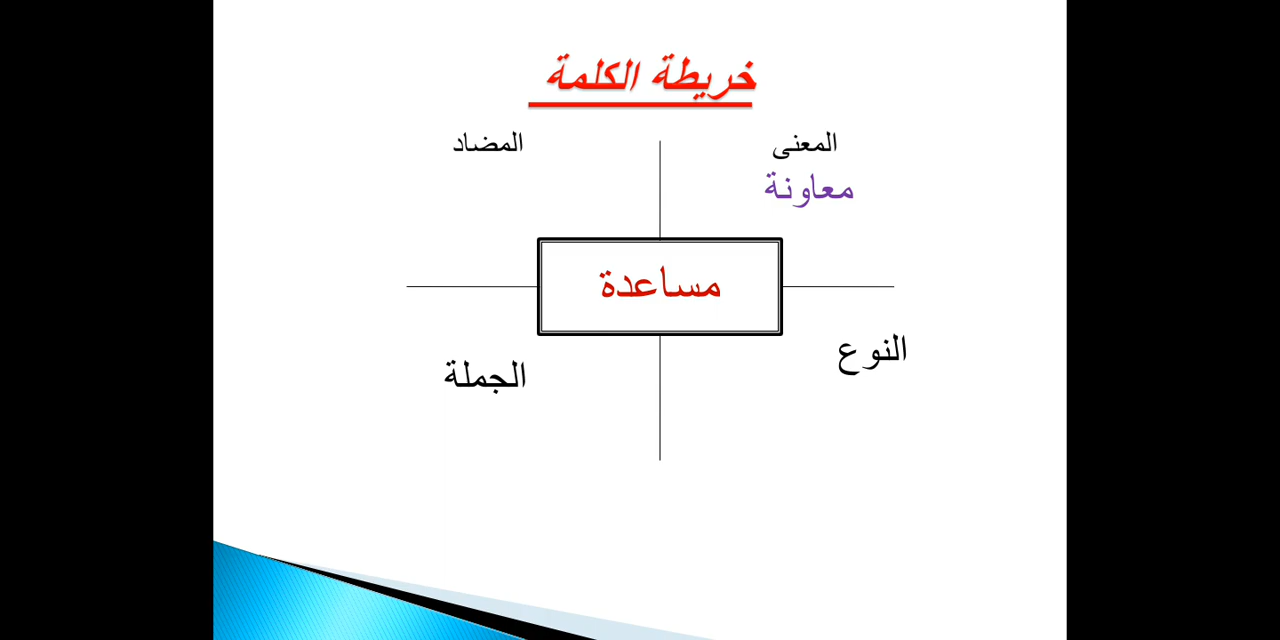 خريطة الكلمة
المعنى
المضاد
معاونة
مساعدة
النوع
الجملة